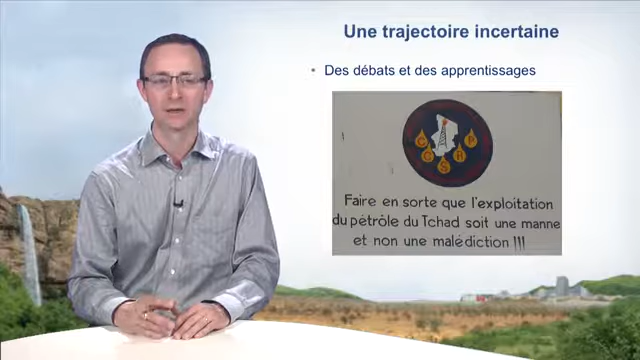 Une trajectoire incertaine
• Des débats et des apprentissages
C C S R P
Faire en sorte que l'exploitation
du pétrôle du Tchad soit une manne
et non une malédiction !!!